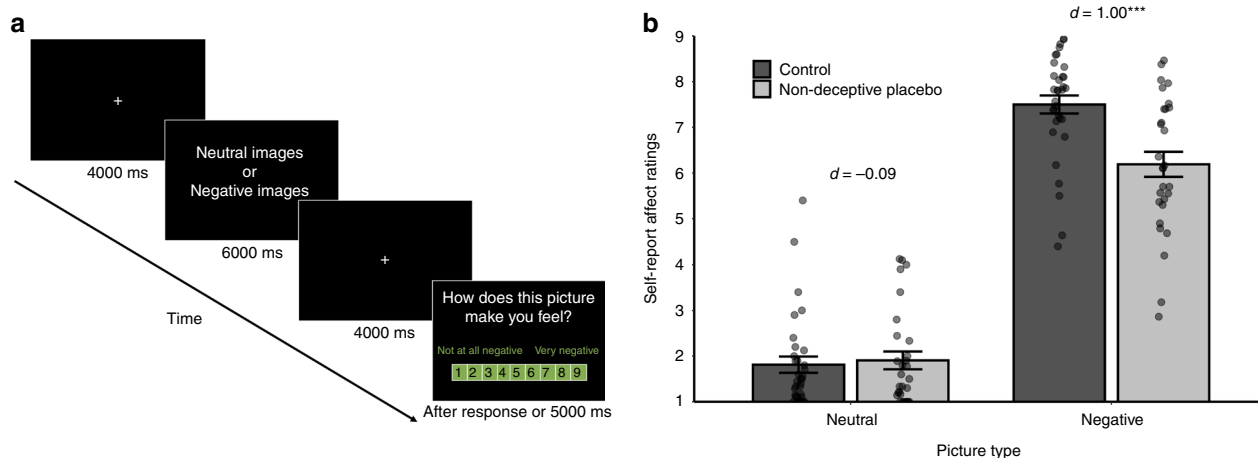 a
+
4000 ms
Neutral images
or
Negative images
6000 ms
+
4000 ms
How does this picture
make you feel?
Not at all negative Very negative
1 2 3 4 5 6 7 8 9
After response or 5000 ms
Time
b
d = 1.00***
Control
Non-deceptive placebo
d = –0.09
Self-report affect ratings
9
8
7
6
5
4
3
2
1
Neutral
Negative
Picture type